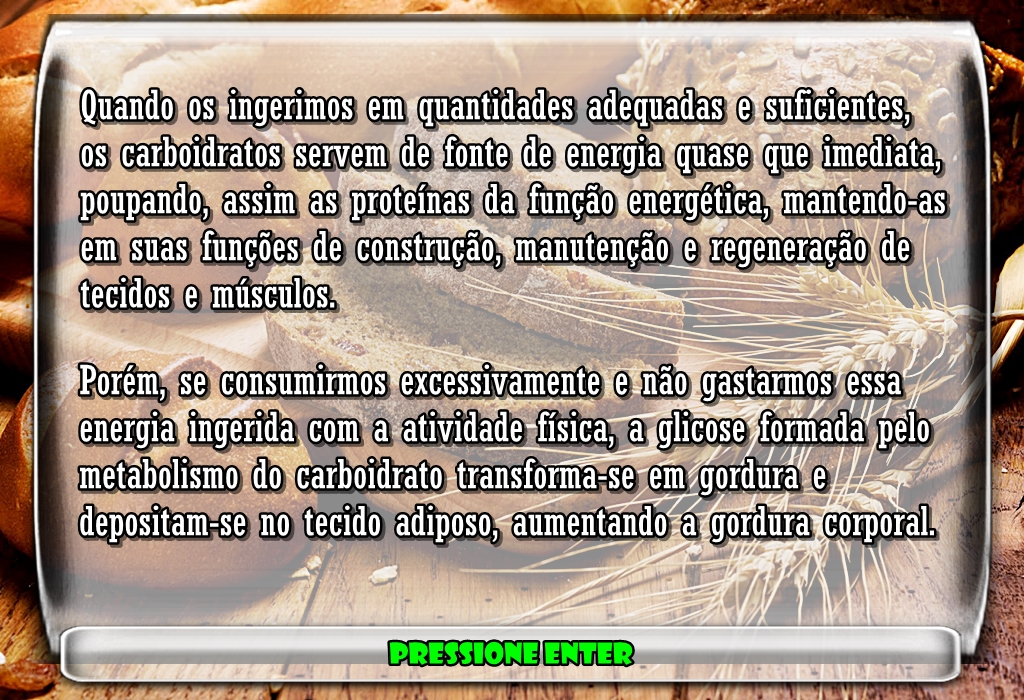 Quando os ingerimos em quantidades adequadas e suficientes,
os carboidratos servem de fonte de energia quase que imediata,
poupando, assim as proteínas da função energética, mantendo-as
em suas funções de construção, manutenção e regeneração de
tecidos e músculos.
Porém, se consumirmos excessivamente e não gastarmos essa
energia ingerida com a atividade física, a glicose formada pelo
metabolismo do carboidrato transforma-se em gordura e
depositam-se no tecido adiposo, aumentando a gordura corporal.
PRESSIONE ENTER